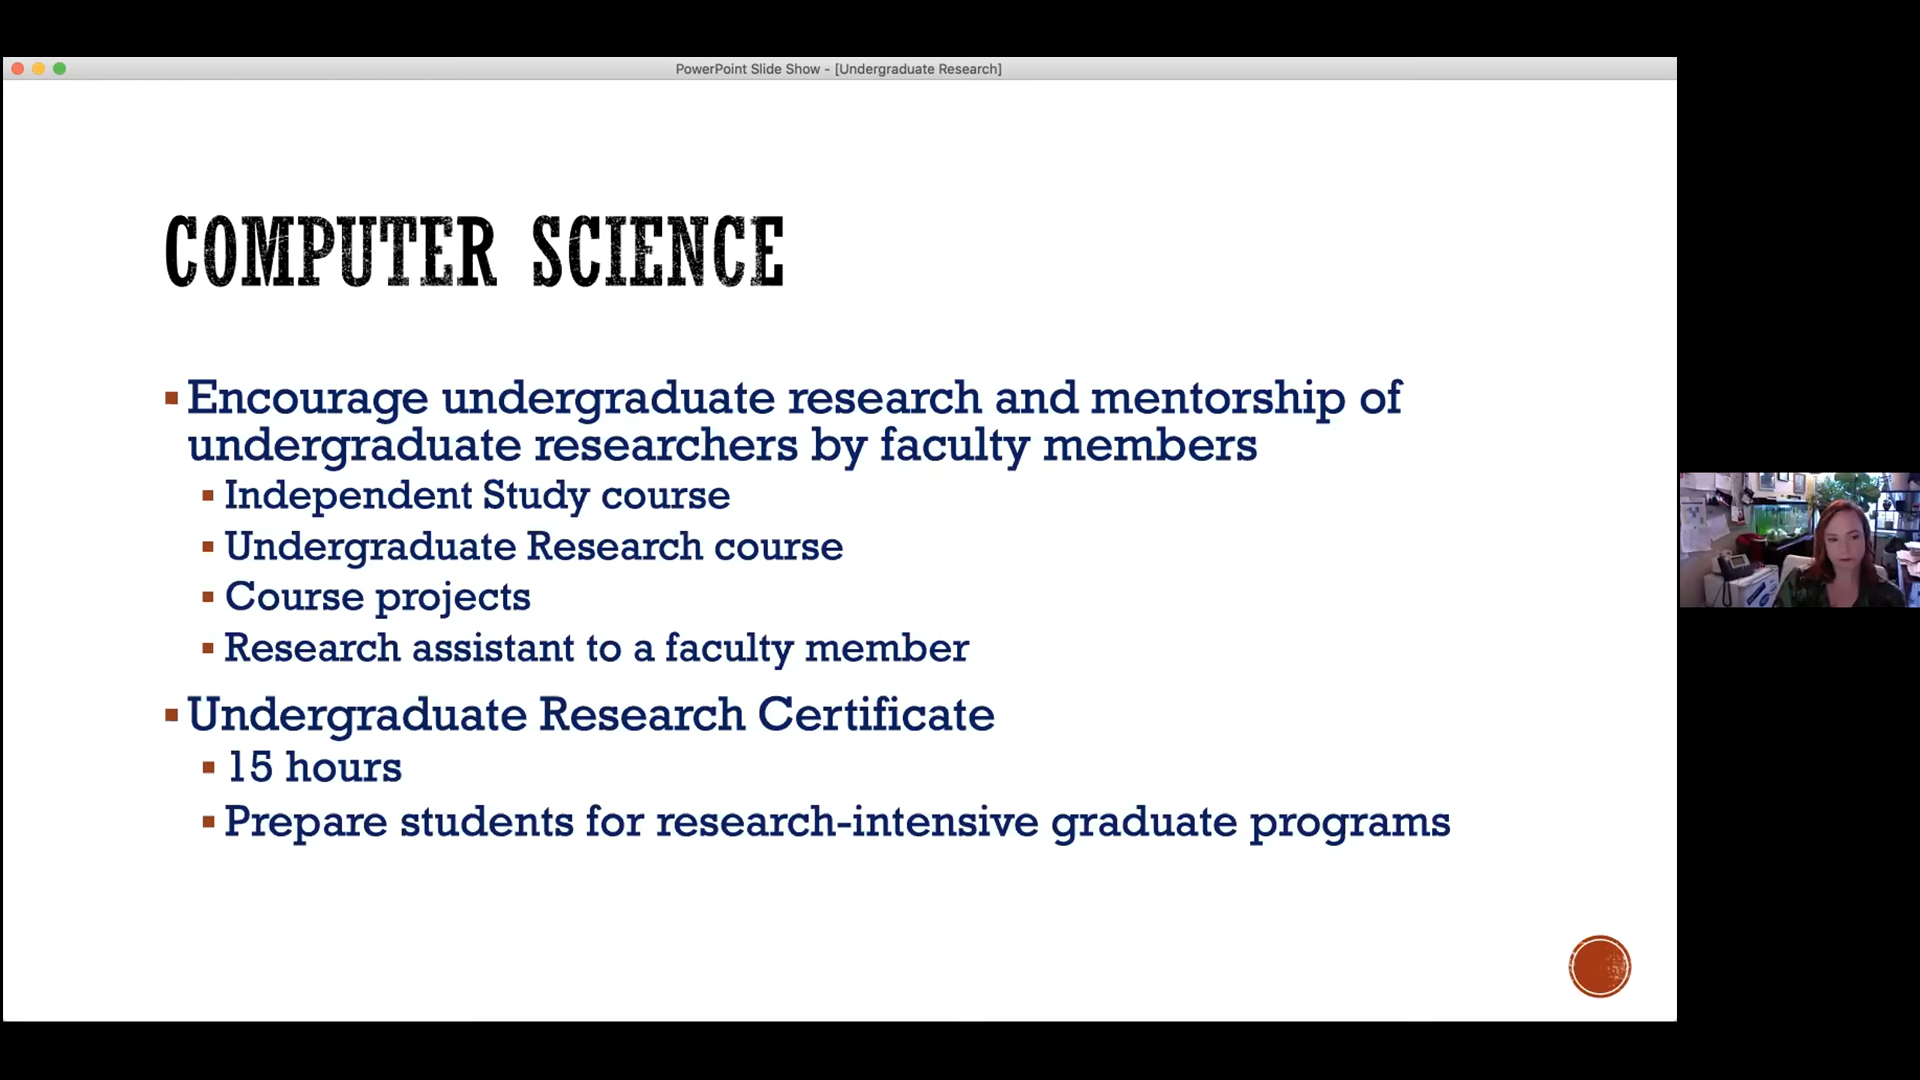 PowerPoint Slide Show - [Undergraduate Research]
COMPUTER SCIENCE
▪ Encourage undergraduate research and mentorship of
undergraduate researchers by faculty members
▪ Independent Study course
▪ Undergraduate Research course
▪ Course projects
▪ Research assistant to a faculty member
▪ Undergraduate Research Certificate
▪ 15 hours
▪ Prepare students for research-intensive graduate programs